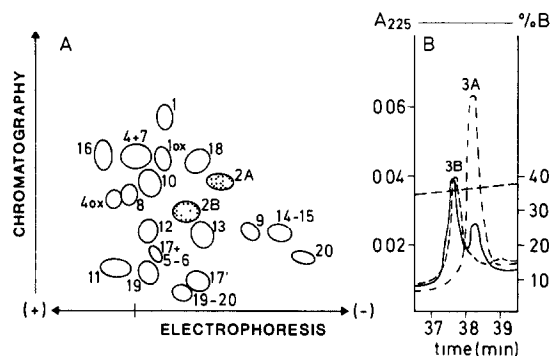 A
CHROMATOGRAPHY
1
16
4+7
1ox
18
10
2A
4ox
8
2B
12
13
9
14-15
17+
5-6
20
11
19
17'
19-20
(+)
ELECTROPHORESIS
(-)
A225
%B
B
3A
3B
0 06
0 04
0 02
40
30
20
10
37
38
39
time (min)